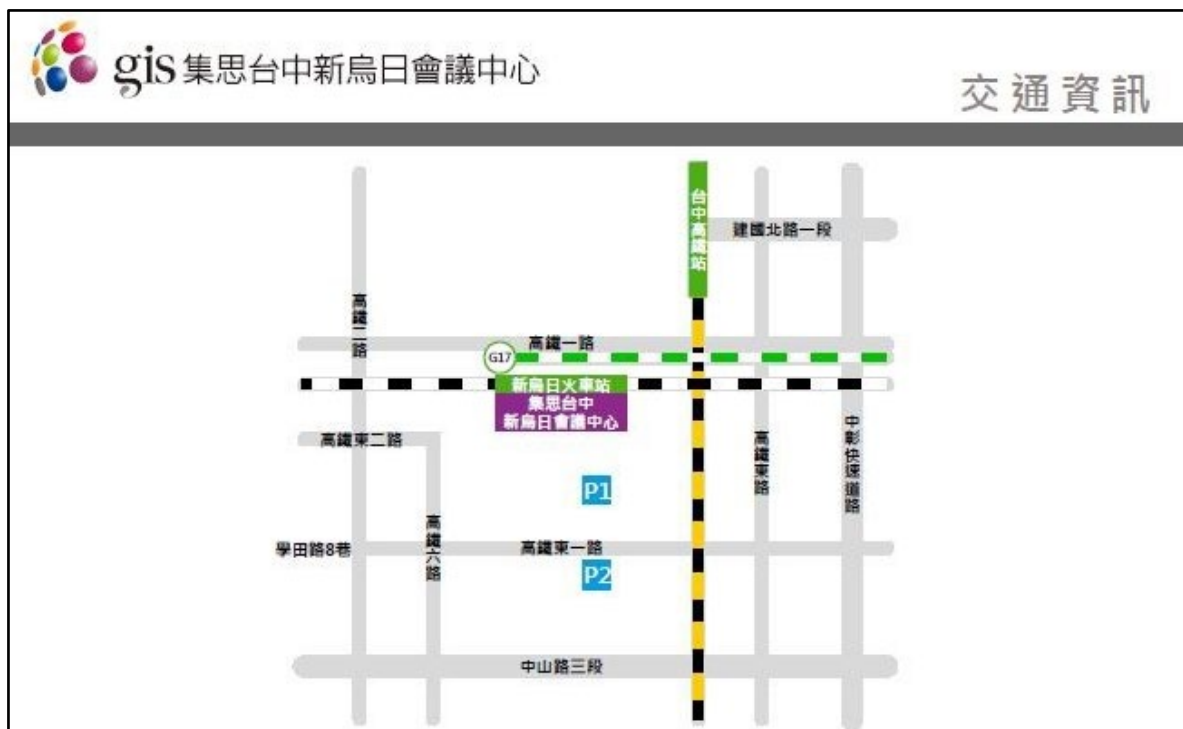 gis 集思台中新烏日會議中心
交通資訊
台中高鐵站
建國北路一段
高鐵二路
高鐵一路
G17
新烏日火車站
集思台中
新烏日會議中心
高鐵東二路
高鐵東路
中彰快速道路
P1
高鐵六路
學田路8巷
高鐵東一路
P2
中山路三段